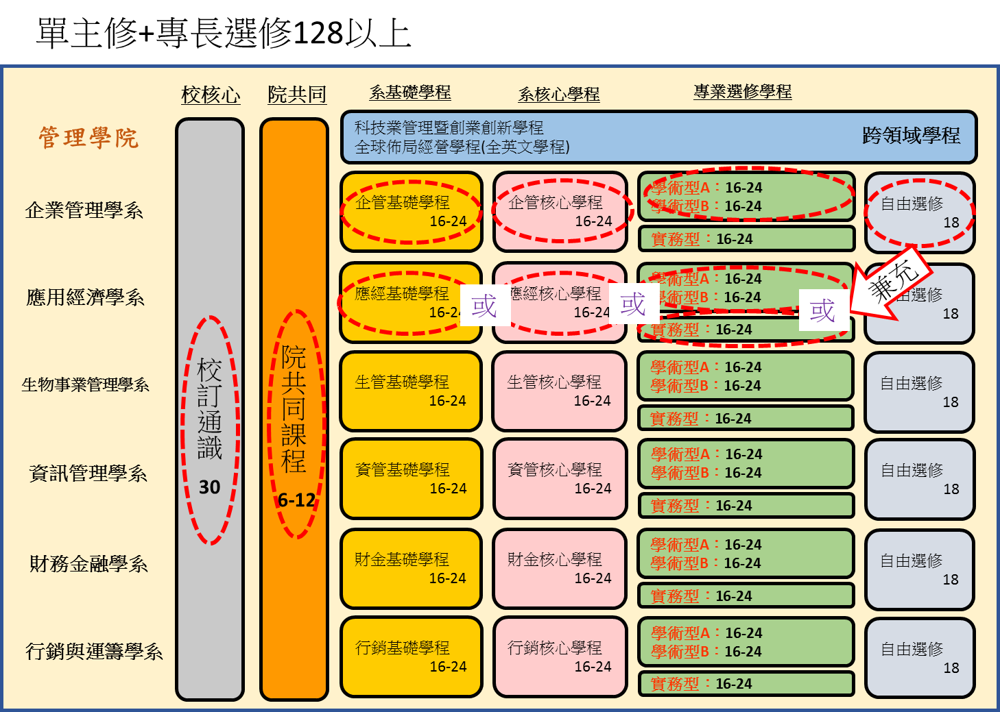 單主修+專長選修128以上
校核心
院共同
系基礎學程
系核心學程
專業選修學程
管理學院
科技業管理暨創業創新學程
全球佈局經營學程(全英文學程)
跨領域學程
校訂通識
30
院共同課程
6-12
企業管理學系
企管基礎學程
16-24
企管核心學程
16-24
學術型A：16-24
學術型B：16-24
實務型：16-24
自由選修
18
兼充
應用經濟學系
應經基礎學程
16-24
或
應經核心學程
16-24
或
學術型A：16-24
學術型B：16-24
實務型：16-24
或
自由選修
18
生物事業管理學系
生管基礎學程
16-24
生管核心學程
16-24
學術型A：16-24
學術型B：16-24
實務型：16-24
自由選修
18
資訊管理學系
資管基礎學程
16-24
資管核心學程
16-24
學術型A：16-24
學術型B：16-24
實務型：16-24
自由選修
18
財務金融學系
財金基礎學程
16-24
財金核心學程
16-24
學術型A：16-24
學術型B：16-24
實務型：16-24
自由選修
18
行銷與運籌學系
行銷基礎學程
16-24
行銷核心學程
16-24
學術型A：16-24
學術型B：16-24
實務型：16-24
自由選修
18